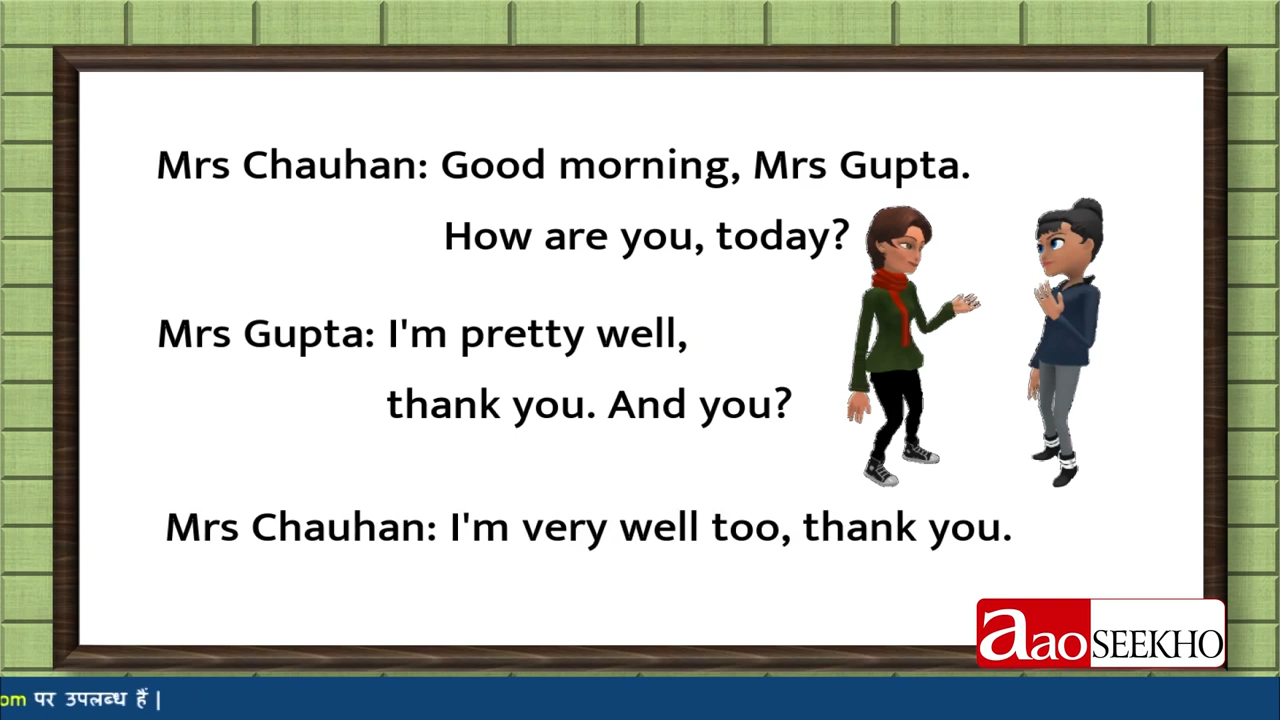 Mrs Chauhan: Good morning, Mrs Gupta.
How are you, today?
Mrs Gupta: I'm pretty well,
thank you. And you?
Mrs Chauhan: I'm very well too, thank you.
aao SEEKHO
om पर उपलब्ध हैं |